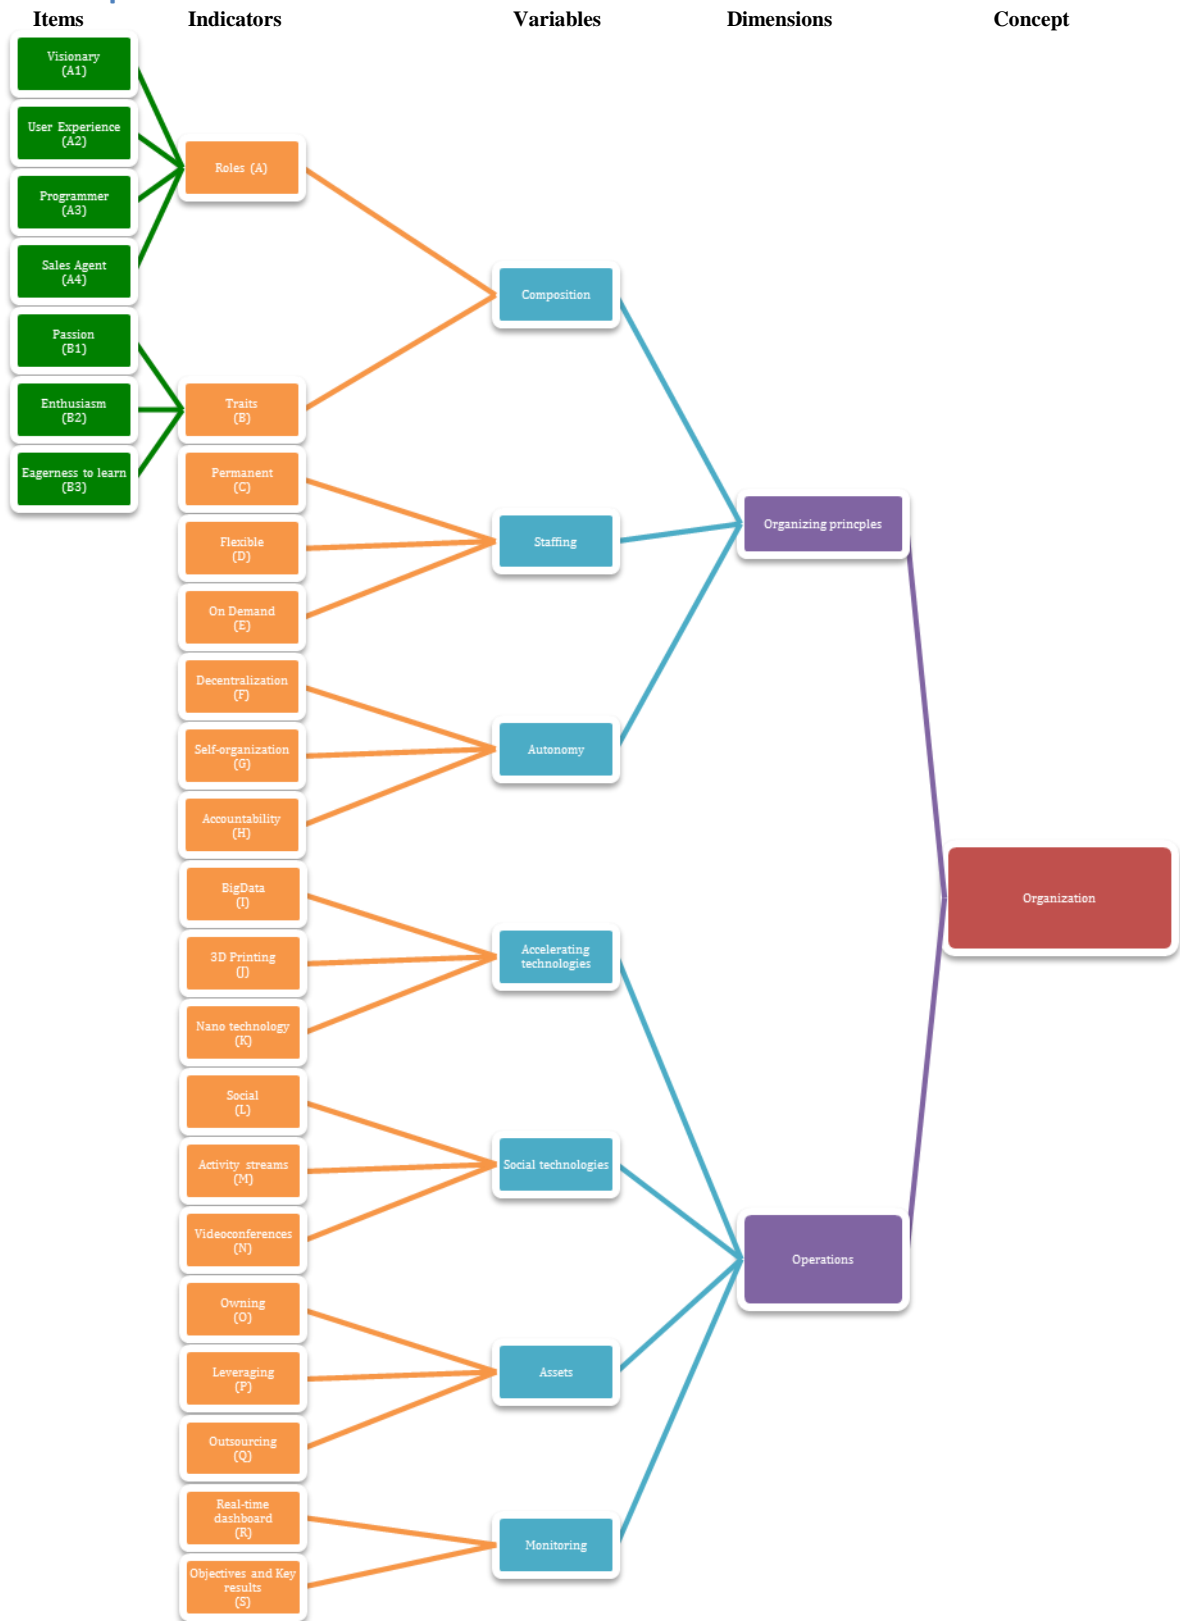 Items Indicators Variables Dimensions Concept
Visionary
(A1)
User Experience
(A2)
Programmer
(A3)
Sales Agent
(A4)
Passion
(B1)
Enthusiasm
(B2)
Eagerness to learn
(B3)
Roles (A)
Traits
(B)
Permanent
(C)
Flexible
(D)
On Demand
(E)
Decentralization
(F)
Self-organization
(G)
Accountability
(H)
BigData
(I)
3D Printing
(J)
Nano technology
(K)
Social
(L)
Activity streams
(M)
Videoconferences
(N)
Owning
(O)
Leveraging
(P)
Outsourcing
(Q)
Real-time
dashboard
(R)
Objectives and Key
results
(S)
Composition
Staffing
Autonomy
Accelerating
technologies
Social technologies
Assets
Monitoring
Organizing princples
Operations
Organization